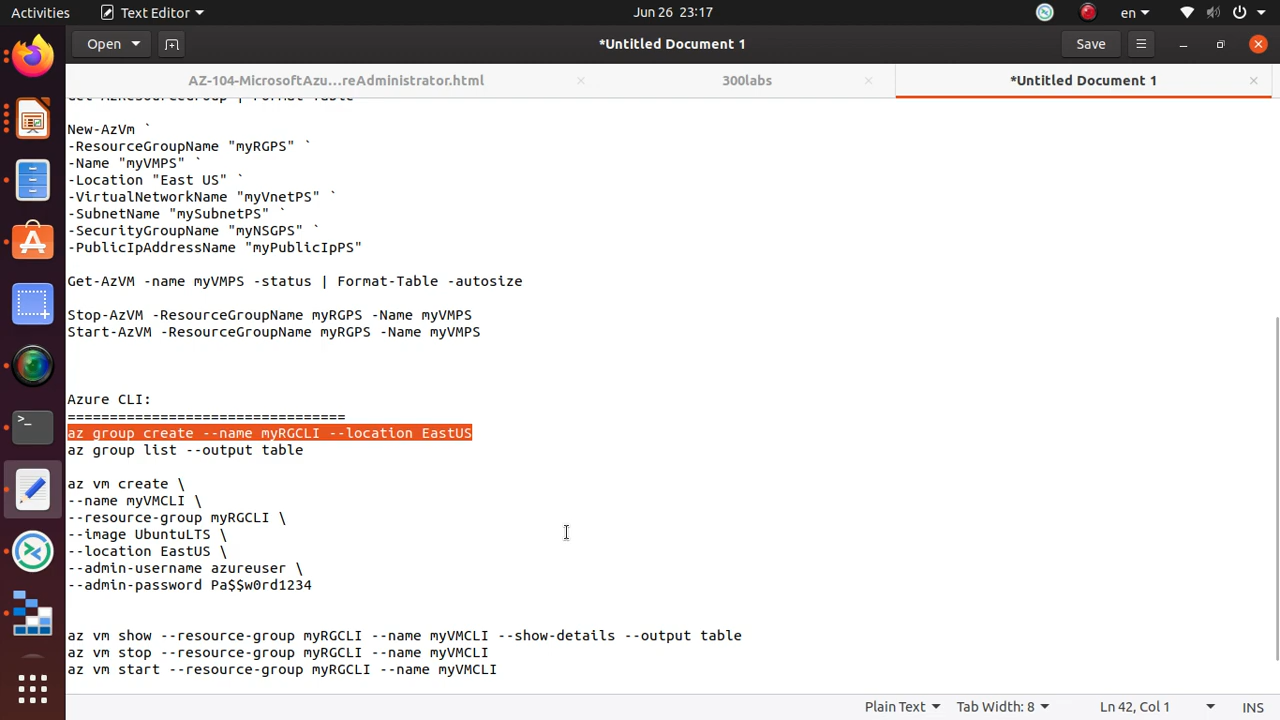 Activities
Text Editor
Jun 26 23:17
en
Open
*Untitled Document 1
Save
AZ-104-MicrosoftAzu...reAdministrator.html
300labs
*Untitled Document 1
Get-AzResourceGroup | Format-Table
New-AzVm `
-ResourceGroupName "myRGPS" `
-Name "myVMPS" `
-Location "East US" `
-VirtualNetworkName "myVnetPS" `
-SubnetName "mySubnetPS" `
-SecurityGroupName "myNSGPS" `
-PublicIpAddressName "myPublicIpPS"
Get-AzVM -name myVMPS -status | Format-Table -autosize
Stop-AzVM -ResourceGroupName myRGPS -Name myVMPS
Start-AzVM -ResourceGroupName myRGPS -Name myVMPS
Azure CLI:
=================================
az group create --name myRGCLI --location EastUS
az group list --output table
az vm create \
--name myVMCLI \
--resource-group myRGCLI \
--image UbuntuLTS \
--location EastUS \
--admin-username azureuser \
--admin-password Pa$$w0rd1234
az vm show --resource-group myRGCLI --name myVMCLI --show-details --output table
az vm stop --resource-group myRGCLI --name myVMCLI
az vm start --resource-group myRGCLI --name myVMCLI
Plain Text
Tab Width: 8
Ln 42, Col 1
INS